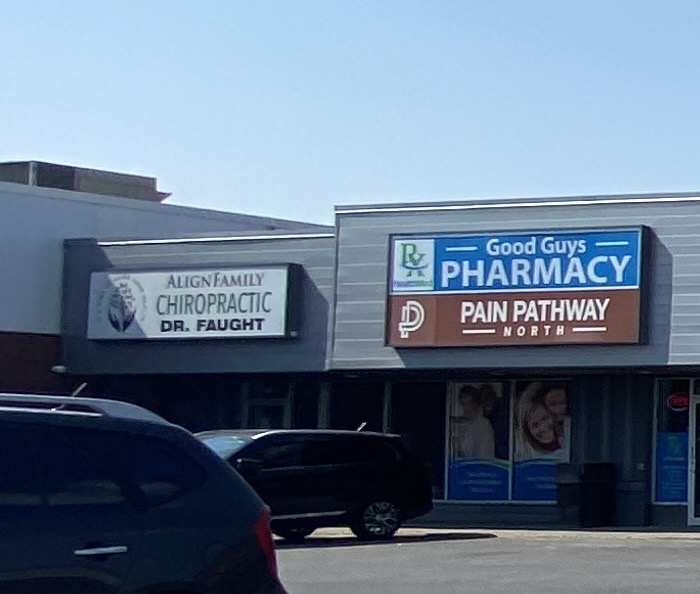 ALIGN FAMILY
CHIROPRACTIC
DR. FAUGHT
Good Guys
PHARMACY
PAIN PATHWAY
NORTH